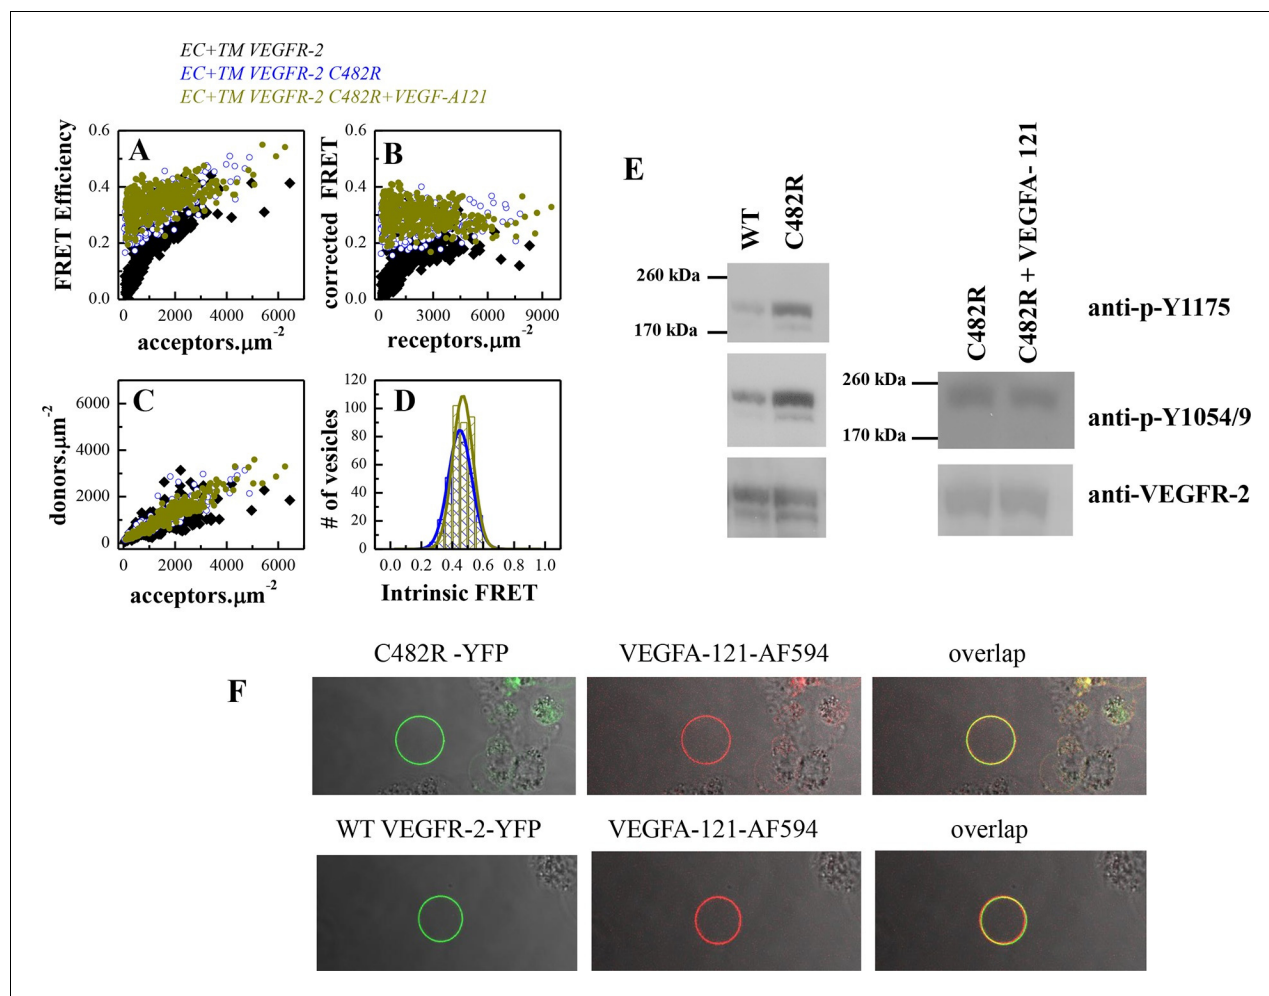 EC+TM VEGFR-2
EC+TM VEGFR-2 C482R
EC+TM VEGFR-2 C482R+VEGF-A121
A
FRET Efficiency
0.6
0.4
0.2
0.0
0 2000 4000 6000
acceptors.μm-2
B
corrected FRET
0.6
0.4
0.2
0.0
0 3000 6000 9000
receptors.μm-2
C
donors.μm-2
6000
4000
2000
0
0 2000 4000 6000
acceptors.μm-2
D
# of vesicles
120
100
80
60
40
20
0
0.0 0.2 0.4 0.6 0.8 1.0
Intrinsic FRET
E
WT
C482R
260 kDa
170 kDa
C482R
C482R + VEGFA- 121
260 kDa
170 kDa
anti-p-Y1175
anti-p-Y1054/9
anti-VEGFR-2
F
C482R -YFP VEGFA-121-AF594 overlap
WT VEGFR-2-YFP VEGFA-121-AF594 overlap